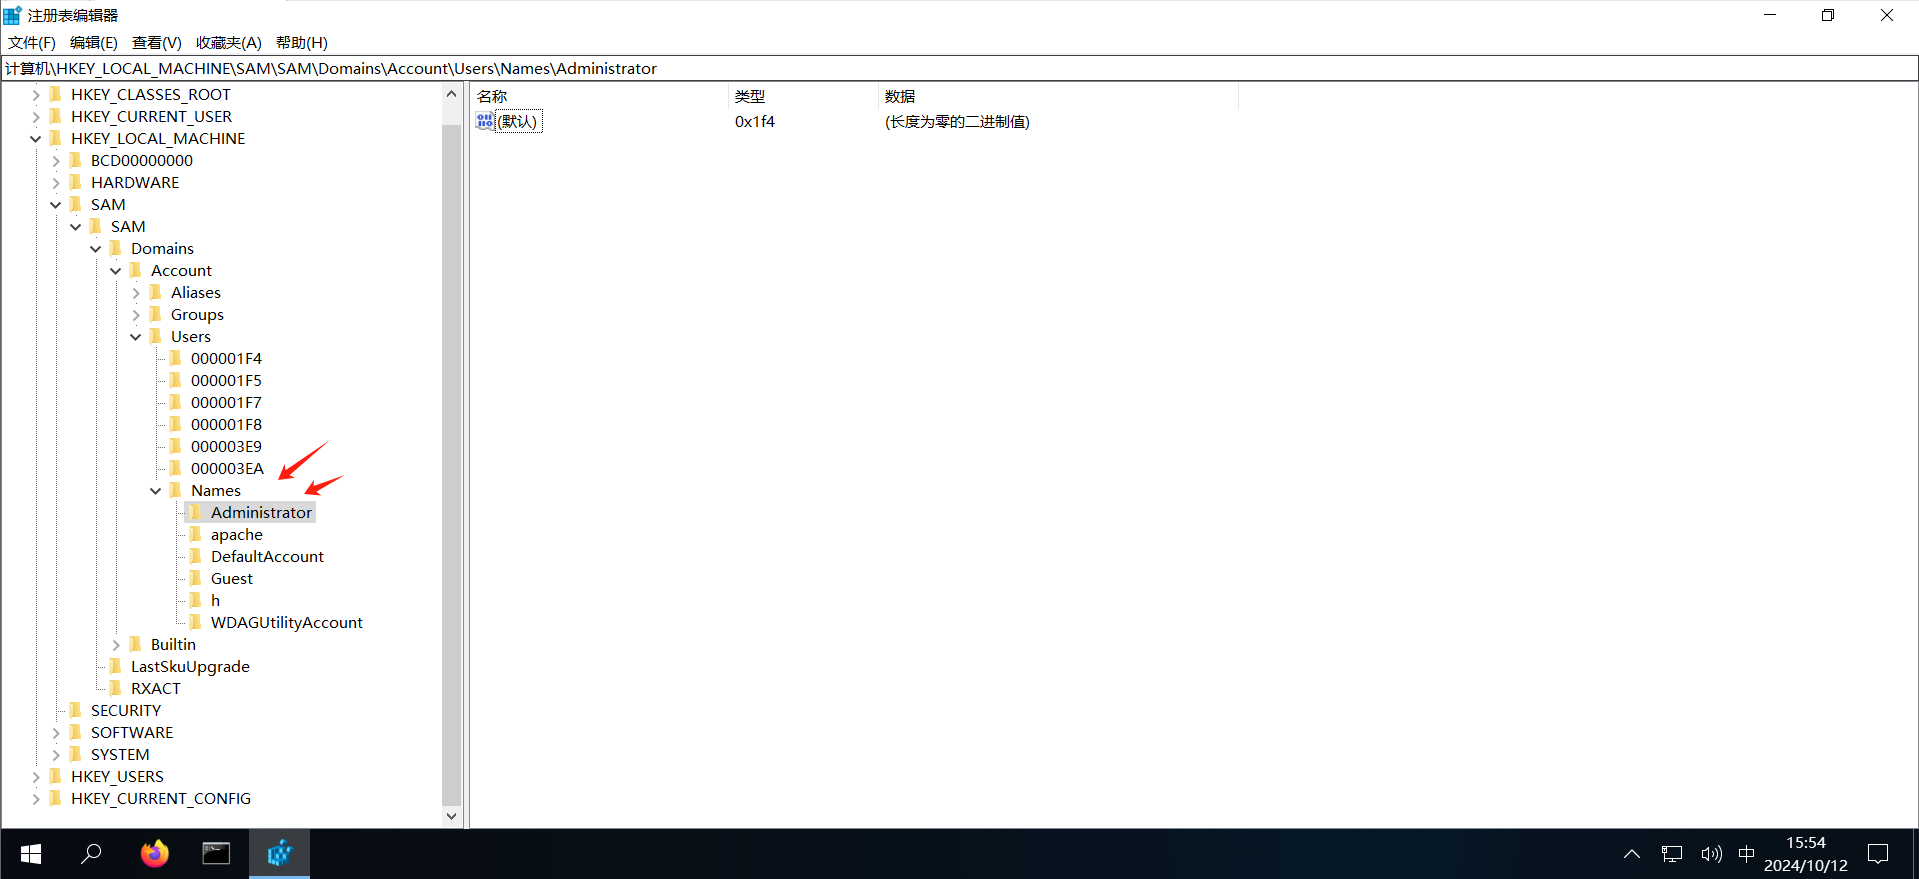 注册表编辑器
文件(F) 编辑(E) 查看(V) 收藏夹(A) 帮助(H)
计算机\HKEY_LOCAL_MACHINE\SAM\SAM\Domains\Account\Users\Names\Administrator
HKEY_CLASSES_ROOT
HKEY_CURRENT_USER
HKEY_LOCAL_MACHINE
BCD00000000
HARDWARE
SAM
SAM
Domains
Account
Aliases
Groups
Users
000001F4
000001F5
000001F7
000001F8
000003E9
000003EA
Names
Administrator
apache
DefaultAccount
Guest
h
WDAGUtilityAccount
Builtin
LastSkuUpgrade
RXACT
SECURITY
SOFTWARE
SYSTEM
HKEY_USERS
HKEY_CURRENT_CONFIG
名称 类型 数据
(默认) 0x1f4 (长度为零的二进制值)
中
15:54
2024/10/12